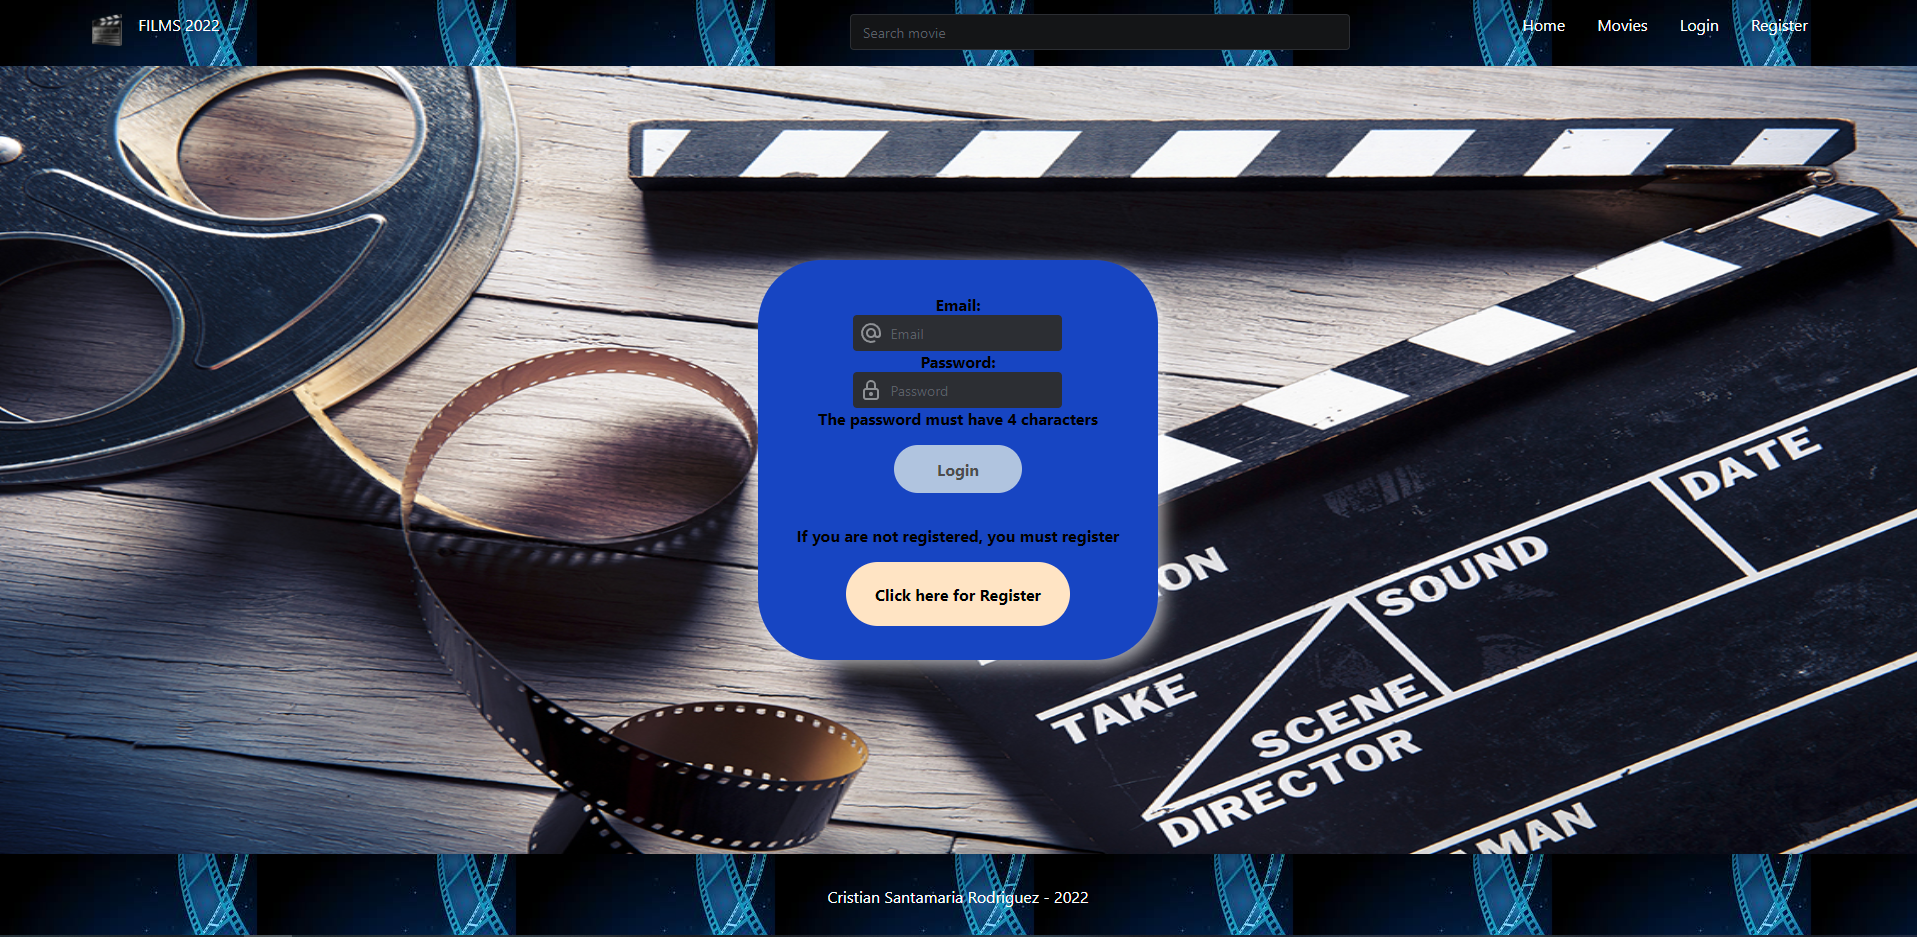 FILMS 2022
Search movie
Home Movies Login Register
Email:
Email
Password:
Password
The password must have 4 characters
Login
If you are not registered, you must register
Click here for Register
DATE
SOUND
ON
TAKE
SCENE
DIRECTOR
AMAN
Cristian Santamaria Rodriguez - 2022